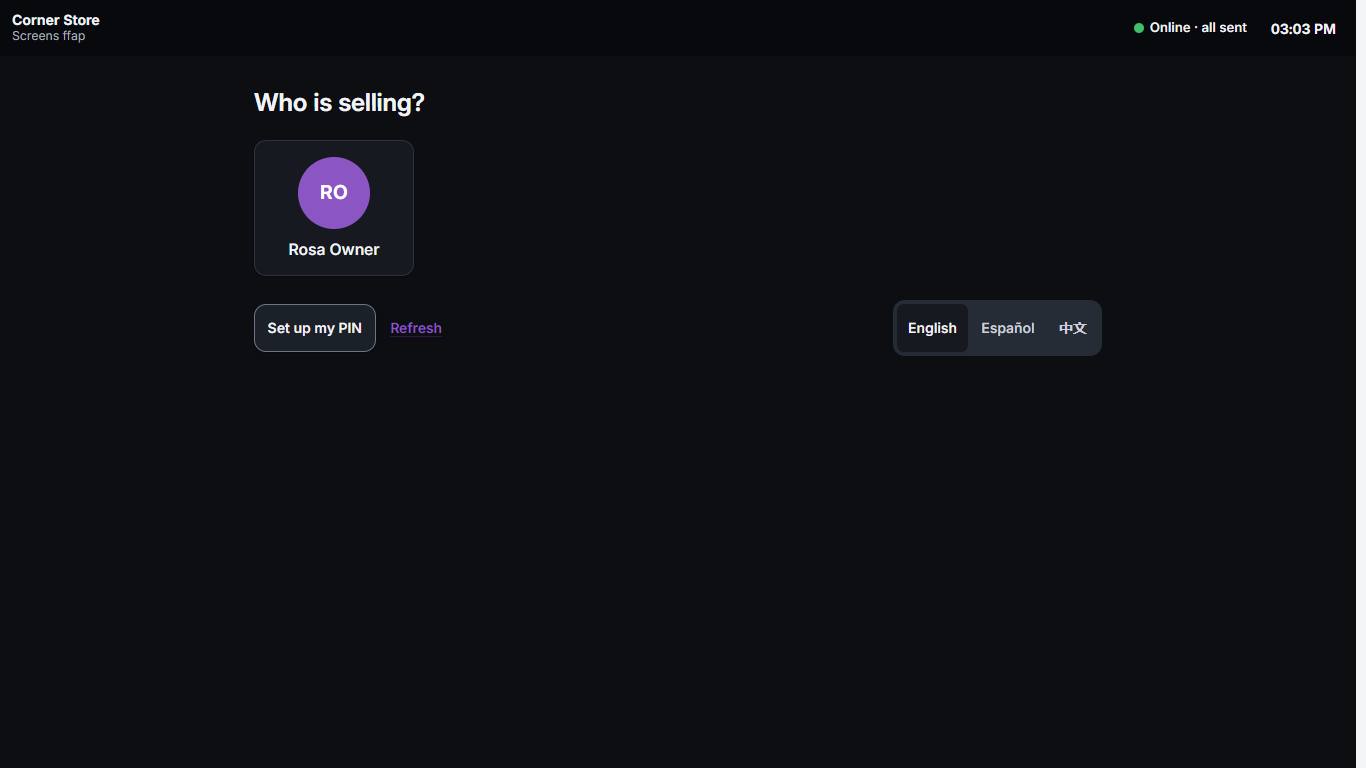 Corner Store
Screens ffap
Online · all sent
03:03 PM
Who is selling?
RO
Rosa Owner
Set up my PIN
Refresh
English
Español
中文